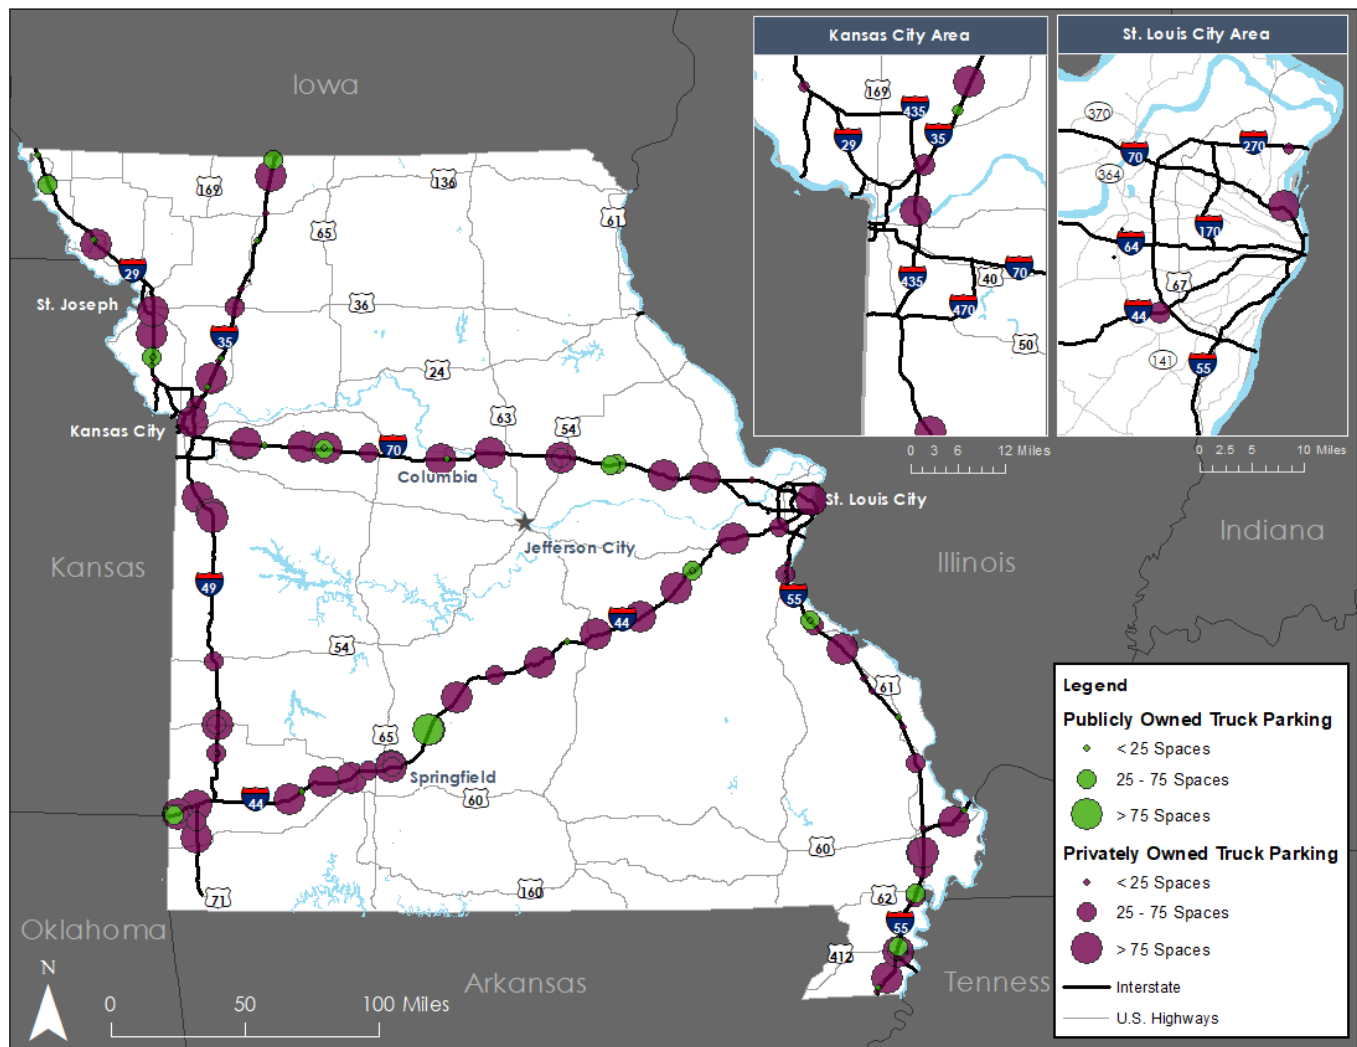 Kansas City Area
St. Louis City Area
Iowa
169
435
29
35
370
70
270
364
170
64
67
44
141
55
435
70
40
470
50
0 3 6 12 Miles
0 2.5 5 10 Miles
169
136
61
65
29
St. Joseph
36
35
24
63
54
Kansas City
70
Columbia
St. Louis City
Jefferson City
Indiana
Kansas
Illinois
49
55
44
54
61
65
Springfield
44
60
60
71
160
62
55
412
Oklahoma
Arkansas
Tenness
N
0 50 100 Miles
Legend
Publicly Owned Truck Parking
< 25 Spaces
25 - 75 Spaces
> 75 Spaces
Privately Owned Truck Parking
< 25 Spaces
25 - 75 Spaces
> 75 Spaces
Interstate
U.S. Highways